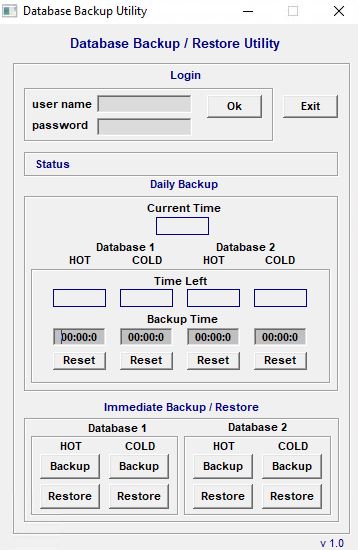 Database Backup Utility
Database Backup / Restore Utility
Login
user name Ok Exit
password
Status
Daily Backup
Current Time
Database 1 Database 2
HOT COLD HOT COLD
Time Left
Backup Time
00:00:0 00:00:0 00:00:0 00:00:0
Reset Reset Reset Reset
Immediate Backup / Restore
Database 1 Database 2
HOT COLD HOT COLD
Backup Backup Backup Backup
Restore Restore Restore Restore
v 1.0